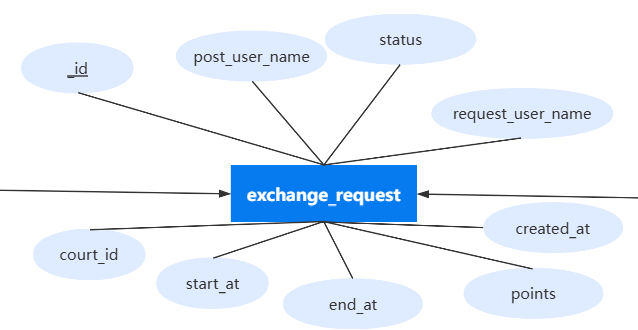 status
post_user_name
_id
request_user_name
exchange_request
created_at
court_id
start_at
points
end_at